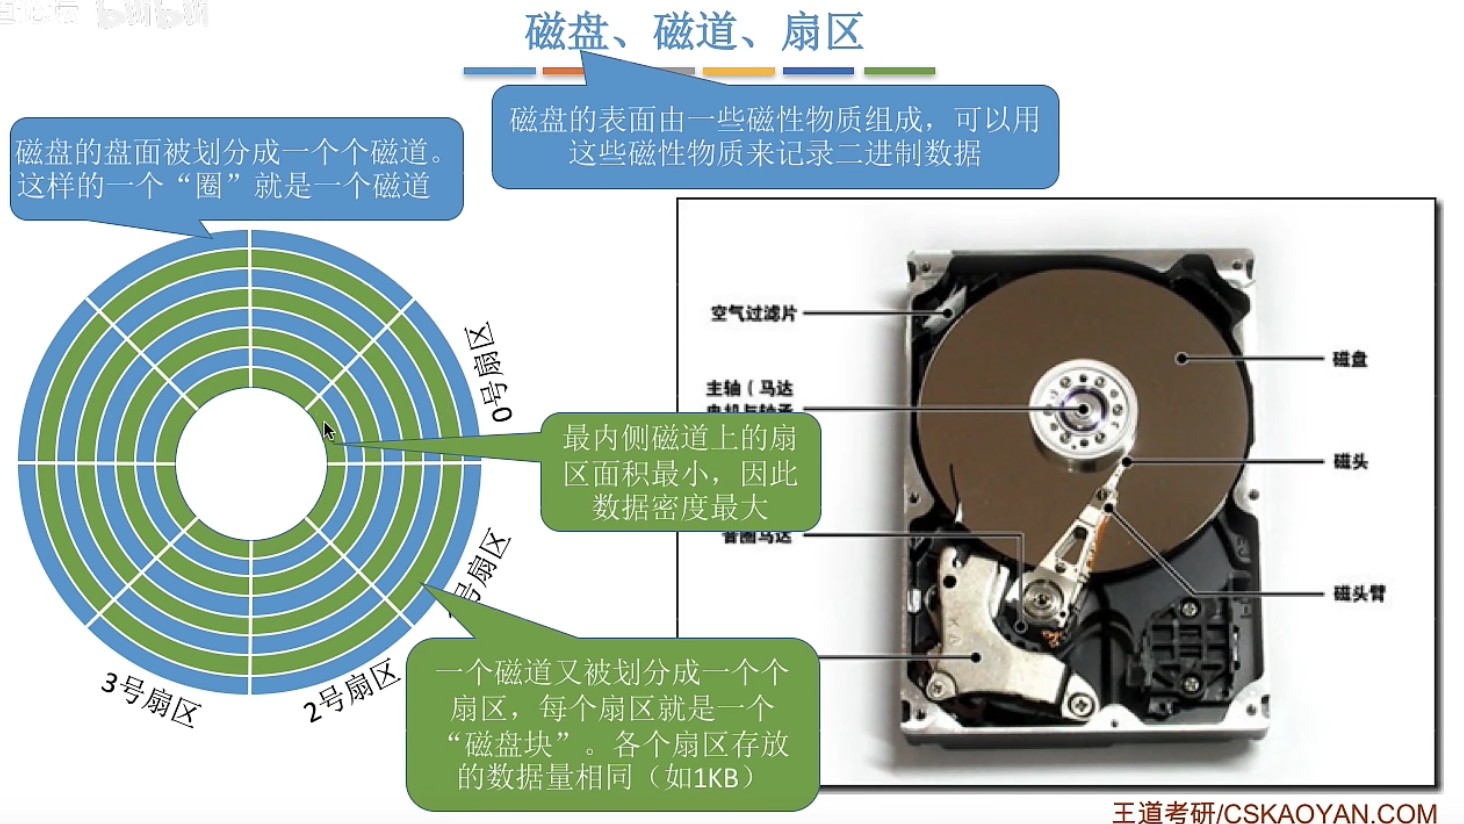 磁盘、磁道、扇区
磁盘的表面由一些磁性物质组成，可以用
这些磁性物质来记录二进制数据
磁盘的盘面被划分成一个个磁道。
这样的一个“圈”就是一个磁道
0号扇区
号扇区
2号扇区
3号扇区
最内侧磁道上的扇
区面积最小，因此
数据密度最大
一个磁道又被划分成一个个
扇区，每个扇区就是一个
“磁盘块”。各个扇区存放
的数据量相同（如1KB）
空气过滤片
主轴（马达
音圈马达
磁盘
磁头
磁头臂
王道考研/CSKAOYAN.COM